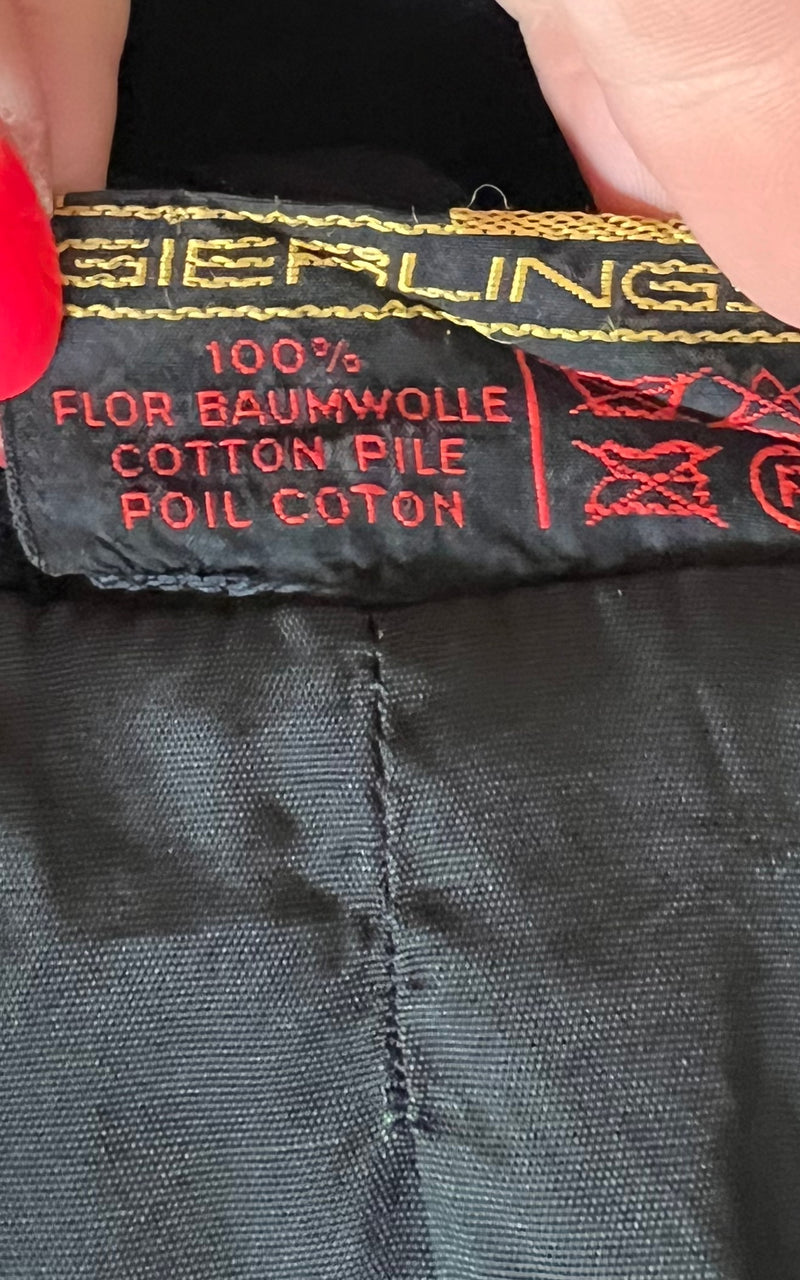 GIERLINGS
100%
FLOR BAUMWOLLE
COTTON PILE
POIL COTON